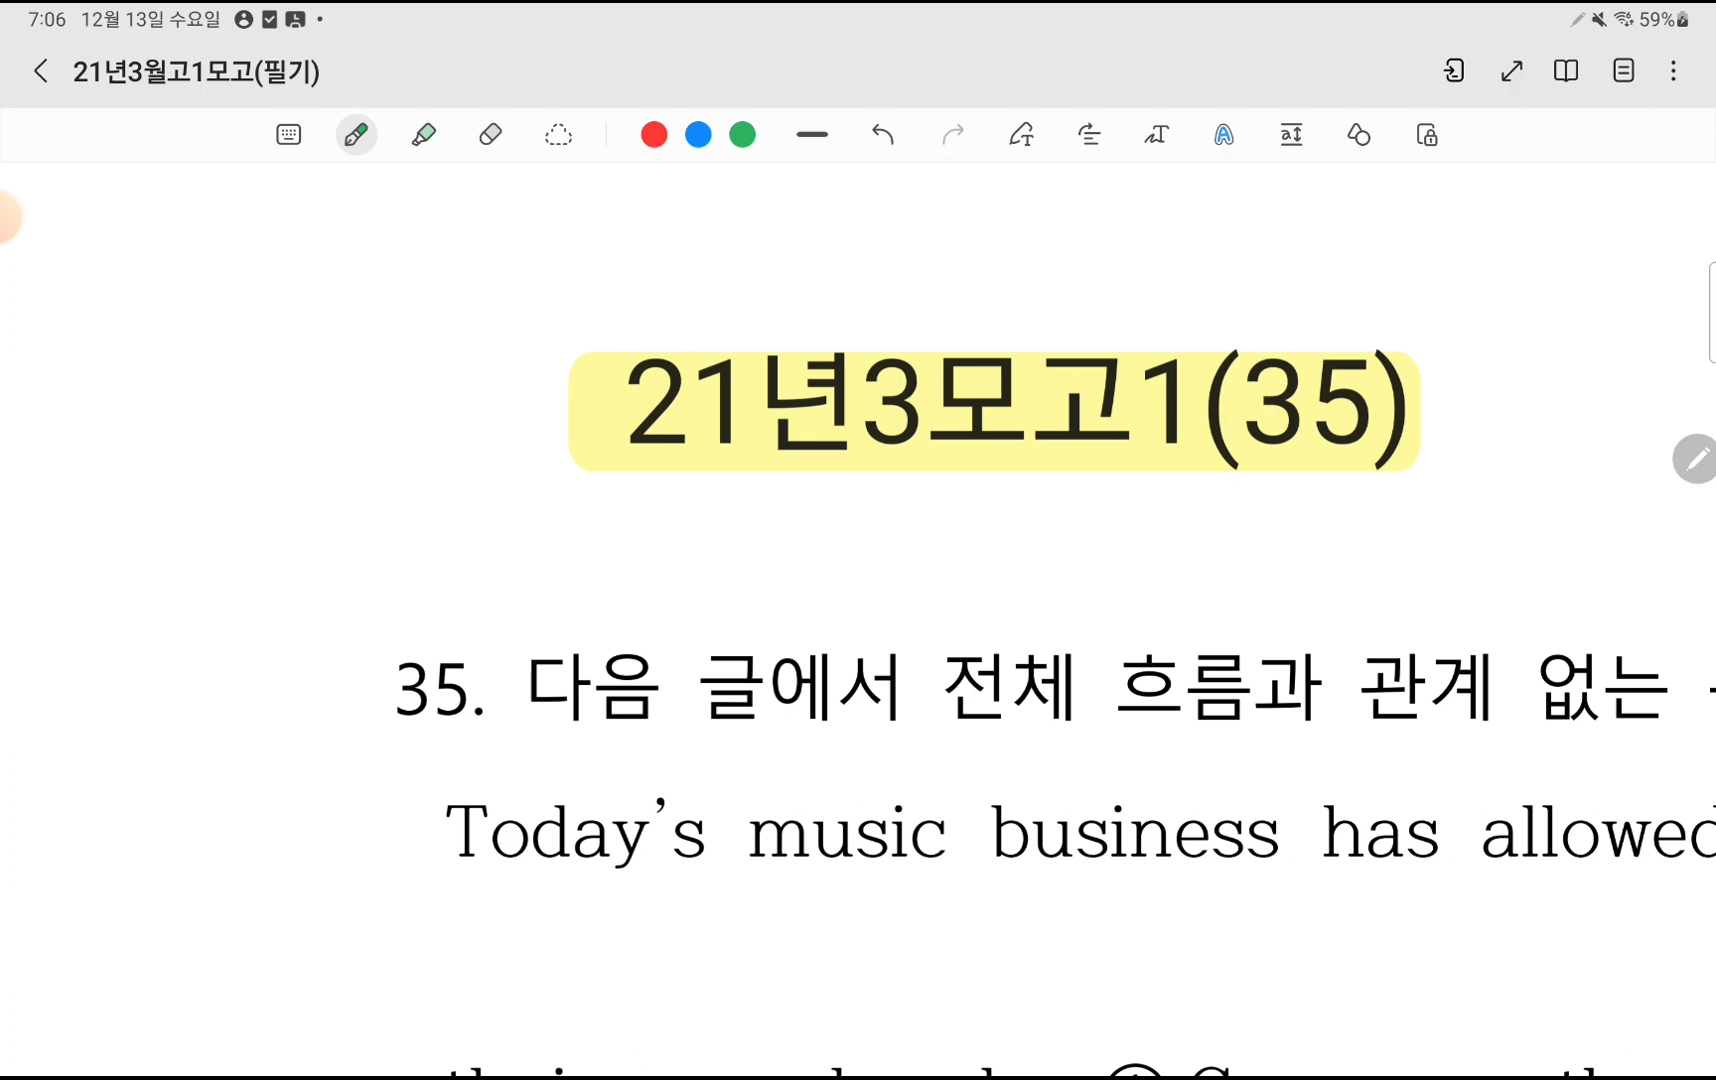 7:06 12월 13일 수요일 59%
21년3월고1모고(필기)
21년3모고1(35)
35. 다음 글에서 전체 흐름과 관계 없는
Today's music business has allowed